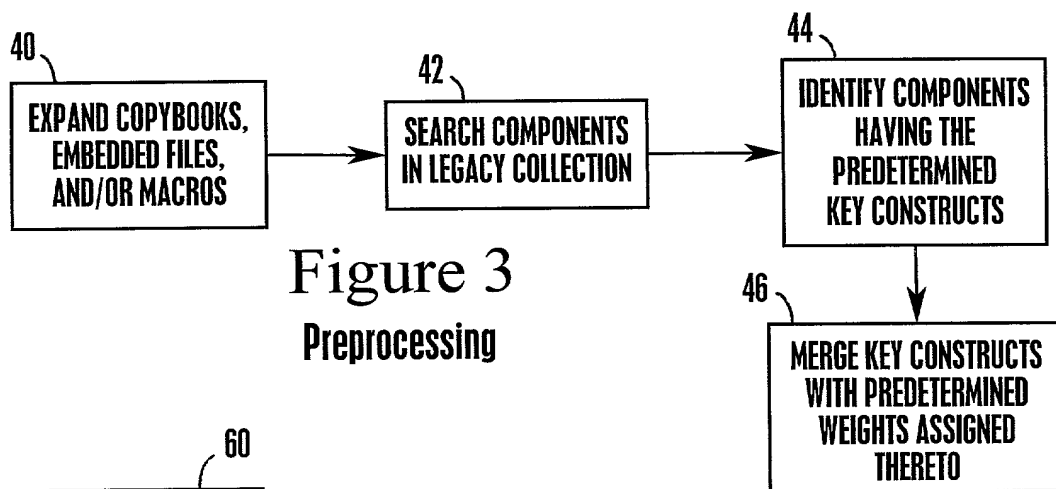 40
EXPAND COPYBOOKS,
EMBEDDED FILES,
AND/OR MACROS
42
SEARCH COMPONENTS
IN LEGACY COLLECTION
44
IDENTIFY COMPONENTS
HAVING THE
PREDETERMINED
KEY CONSTRUCTS
Figure 3
Preprocessing
46
MERGE KEY CONSTRUCTS
WITH PREDETERMINED
WEIGHTS ASSIGNED
THERETO
60